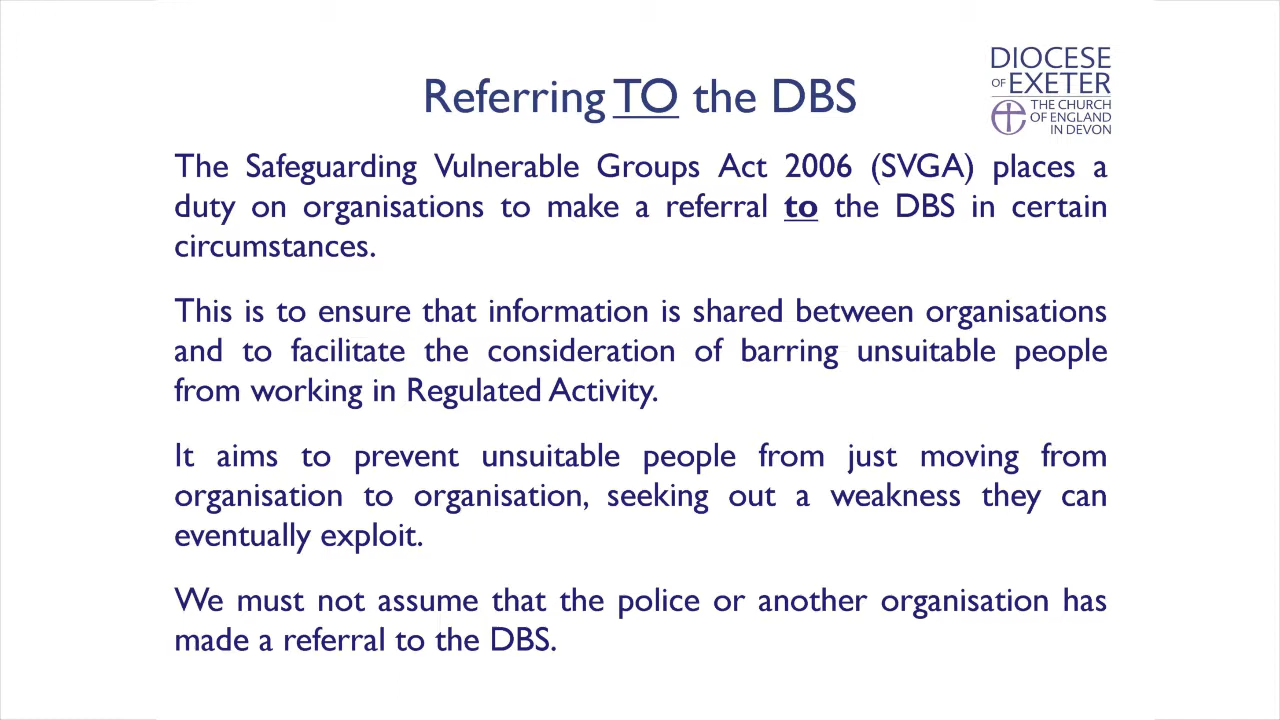 Referring TO the DBS
DIOCESE
OF EXETER
THE CHURCH
OF ENGLAND
IN DEVON
The Safeguarding Vulnerable Groups Act 2006 (SVGA) places a
duty on organisations to make a referral to the DBS in certain
circumstances.
This is to ensure that information is shared between organisations
and to facilitate the consideration of barring unsuitable people
from working in Regulated Activity.
It aims to prevent unsuitable people from just moving from
organisation to organisation, seeking out a weakness they can
eventually exploit.
We must not assume that the police or another organisation has
made a referral to the DBS.